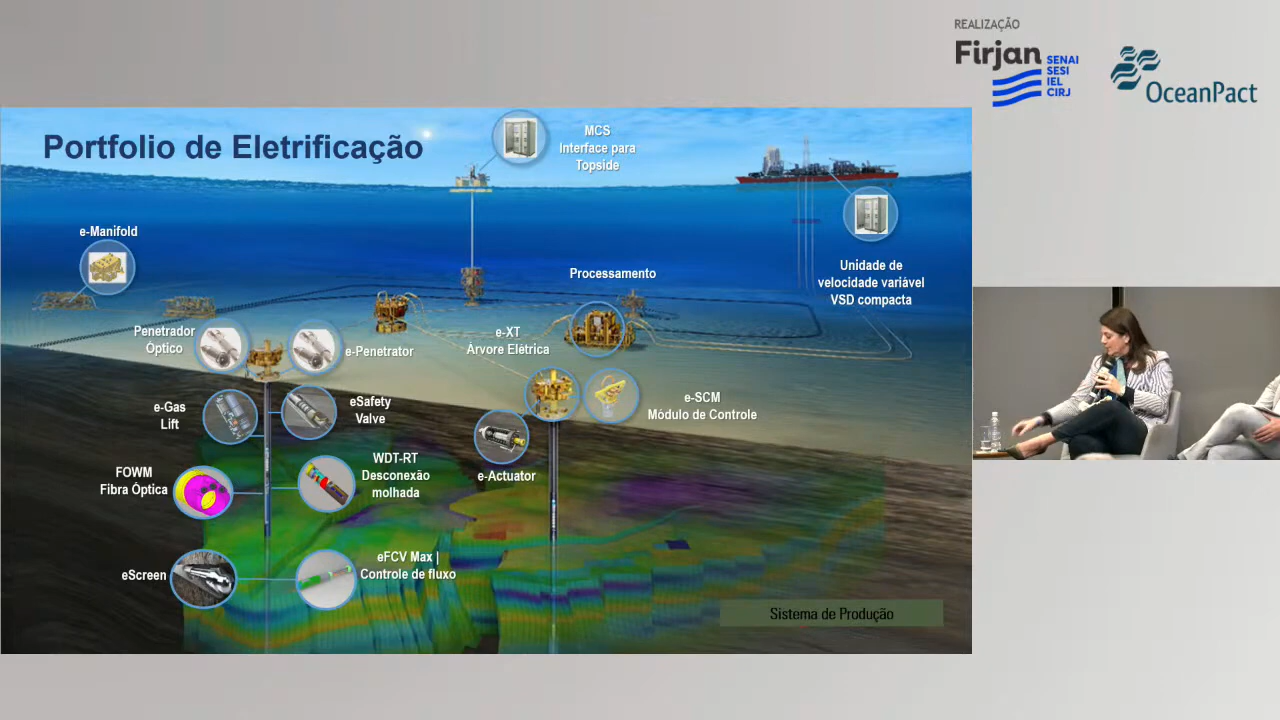 REALIZAÇÃO
Firjan
SENAI
SESI
IEL
CIRJ
OceanPact
Portfolio de Eletrificação
MCS
Interface para
Topside
e-Manifold
Processamento
Unidade de
velocidade variável
VSD compacta
Penetrador
Óptico
e-Penetrator
e-XT
Árvore Elétrica
e-Gas
Lift
eSafety
Valve
e-SCM
Módulo de Controle
FOWM
Fibra Óptica
WDT-RT
Desconexão
molhada
e-Actuator
eScreen
eFCV Max |
Controle de fluxo
Sistema de Produção